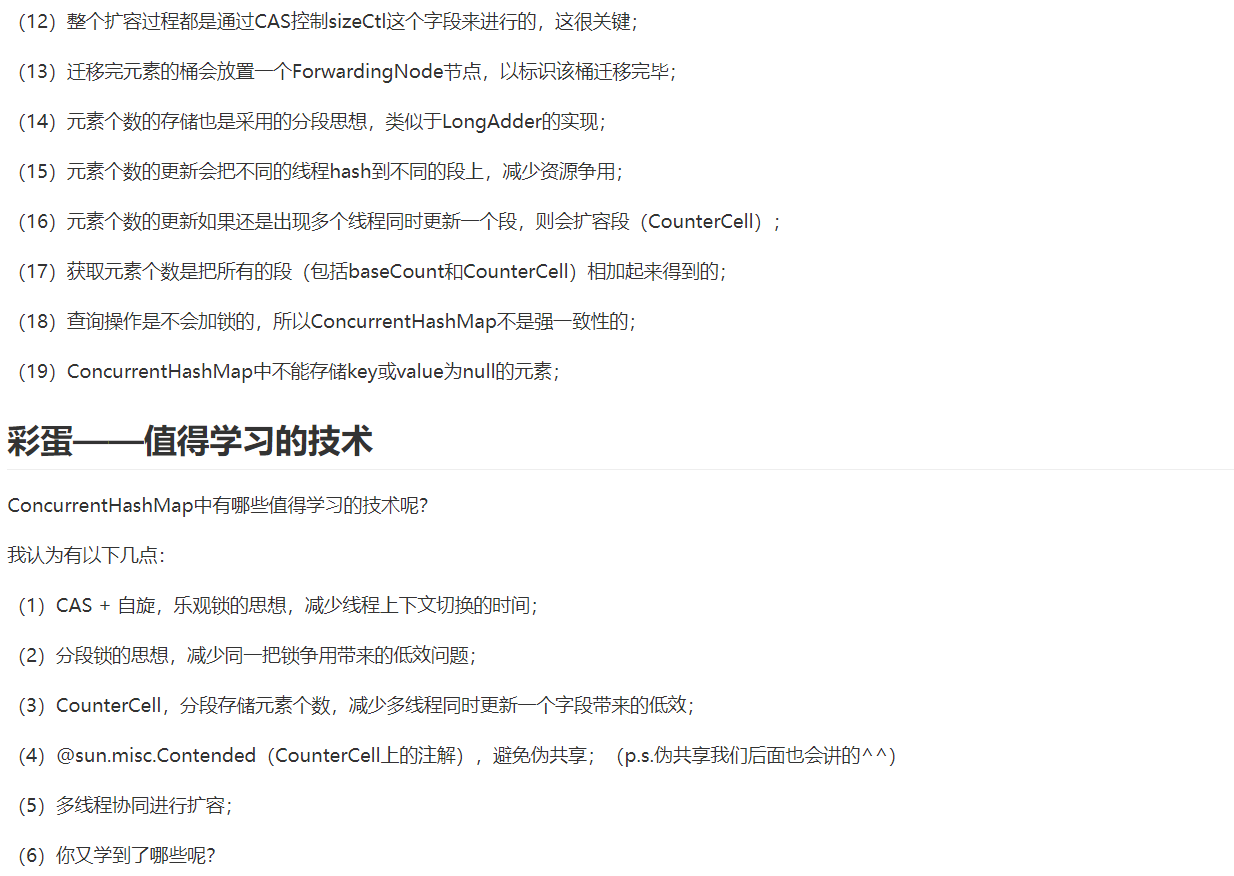 （12）整个扩容过程都是通过CAS控制sizeCtl这个字段来进行的，这很关键；
（13）迁移完元素的桶会放置一个ForwardingNode节点，以标识该桶迁移完毕；
（14）元素个数的存储也是采用的分段思想，类似于LongAdder的实现；
（15）元素个数的更新会把不同的线程hash到不同的段上，减少资源争用；
（16）元素个数的更新如果还是出现多个线程同时更新一个段，则会扩容段（CounterCell）；
（17）获取元素个数是把所有的段（包括baseCount和CounterCell）相加起来得到的；
（18）查询操作是不会加锁的，所以ConcurrentHashMap不是强一致性的；
（19）ConcurrentHashMap中不能存储key或value为null的元素；
彩蛋——值得学习的技术
ConcurrentHashMap中有哪些值得学习的技术呢？
我认为有以下几点：
（1）CAS + 自旋，乐观锁的思想，减少线程上下文切换的时间；
（2）分段锁的思想，减少同一把锁争用带来的低效问题；
（3）CounterCell，分段存储元素个数，减少多线程同时更新一个字段带来的低效；
（4）@sun.misc.Contended（CounterCell上的注解），避免伪共享；（p.s.伪共享我们后面也会讲的^^）
（5）多线程协同进行扩容；
（6）你又学到了哪些呢？